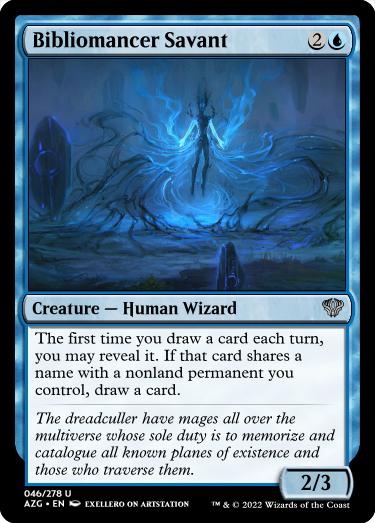 Bibliomancer Savant 2
Creature — Human Wizard
The first time you draw a card each turn,
you may reveal it. If that card shares a
name with a nonland permanent you
control, draw a card.
The dreadculler have mages all over the
multiverse whose sole duty is to memorize and
catalogue all known planes of existence and
those who traverse them.
2/3
046/278 U
AZG • EN EXELLERO ON ARTSTATION ™ & © 2022 Wizards of the Coast